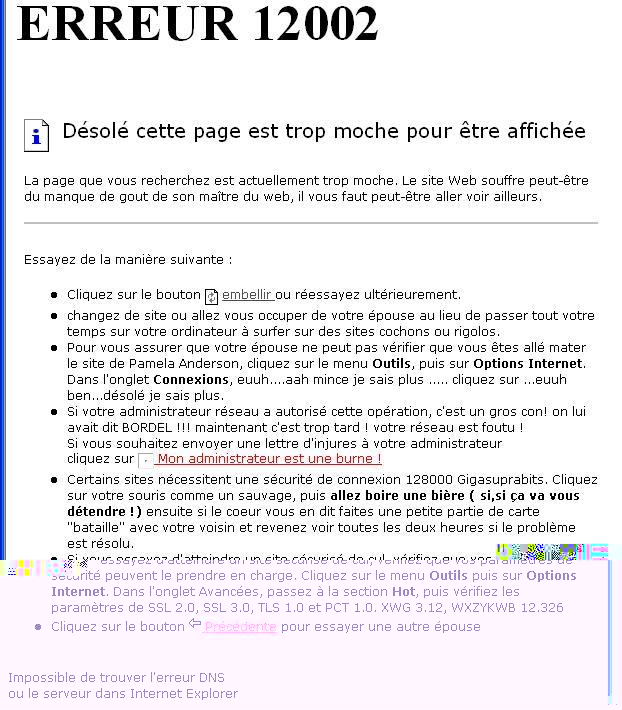 ERREUR 12002
Désolé cette page est trop moche pour être affichée
La page que vous recherchez est actuellement trop moche. Le site Web souffre peut-être
du manque de gout de son maître du web, il vous faut peut-être aller voir ailleurs.
Essayez de la manière suivante :
Cliquez sur le bouton embellir ou réessayez ultérieurement.
changez de site ou allez vous occuper de votre épouse au lieu de passer tout votre
temps sur votre ordinateur à surfer sur des sites cochons ou rigolos.
Pour vous assurer que votre épouse ne peut pas vérifier que vous êtes allé mater
le site de Pamela Anderson, cliquez sur le menu Outils, puis sur Options Internet.
Dans l'onglet Connexions, euuh....aah mince je sais plus ..... cliquer sur ...euuh
ben...désolé je sais plus.
Si votre administrateur réseau a autorisé cette opération, c'est un gros con! on lui
avait dit BORDEL !!! maintenant c'est trop tard ! votre réseau est foutu !
Si vous souhaitez envoyer une lettre d'injures à votre administrateur
cliquer sur Mon administrateur est une burne !
Certains sites nécessitent une sécurité de connexion 128000 Gigasuprabits. Cliquez
sur votre souris comme un sauvage, puis allez boire une bière ( si,si ça va vous
détendre !) ensuite si le coeur vous en dit faites une petite partie de carte
"bataille" avec votre voisin et revenez voir toutes les deux heures si le problème
est résolu.
Si vous essayez d'atteindre un site sécurisé de cul, vérifiez que vos paramètres de
sécurité peuvent le prendre en charge. Cliquez sur le menu Outils puis sur Options
Internet. Dans l'onglet Avancées, passez à la section Hot, puis vérifiez les
paramètres de SSL 2.0, SSL 3.0, TLS 1.0 et PCT 1.0. XWG 3.12, WXZYKWB 12.326
Cliquez sur le bouton Précédente pour essayer une autre épouse
Impossible de trouver l'erreur DNS
ou le serveur dans Internet Explorer